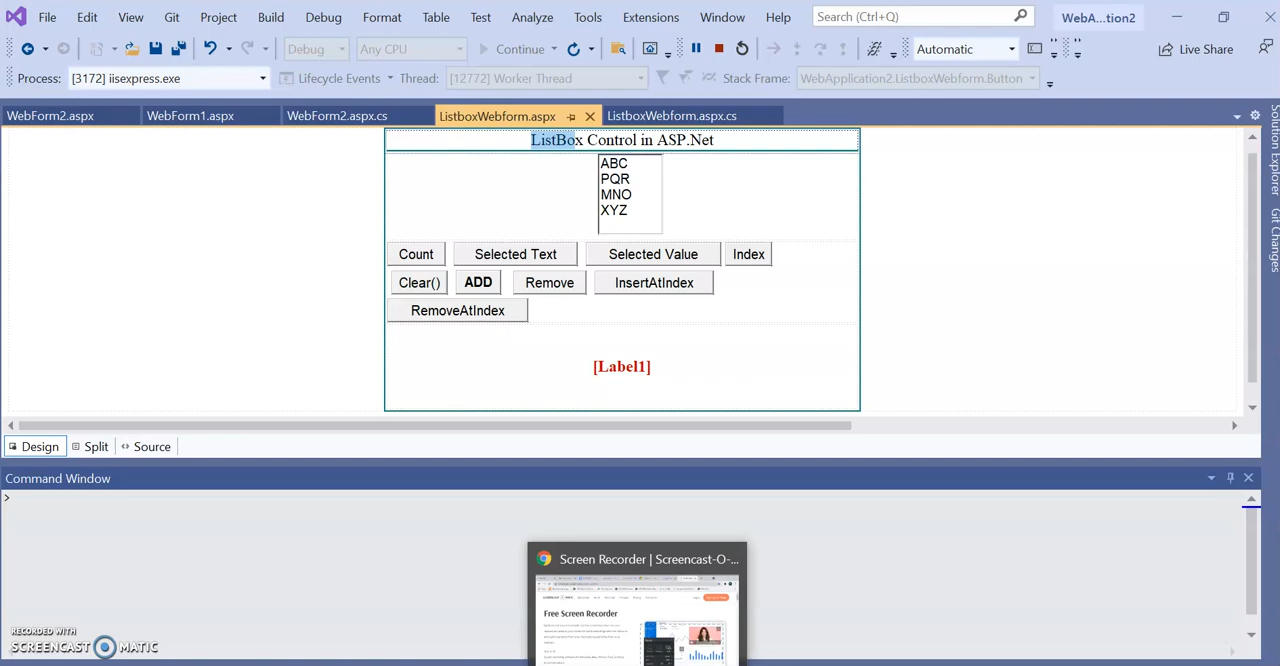 File Edit View Git Project Build Debug Format Table Test Analyze Tools Extensions Window Help Search (Ctrl+Q) WebA...tion2
Debug Any CPU Continue Automatic Live Share
Process: [3172] iisexpress.exe Lifecycle Events Thread: [12772] Worker Thread Stack Frame: WebApplication2.ListboxWebform.Button
WebForm2.aspx WebForm1.aspx WebForm2.aspx.cs ListboxWebform.aspx ListboxWebform.aspx.cs
Solution Explorer
Git Changes
ListBox Control in ASP.Net
ABC
PQR
MNO
XYZ
Count Selected Text Selected Value Index
Clear() ADD Remove InsertAtIndex
RemoveAtIndex
[Label1]
Design Split Source
Command Window
>
Screen Recorder | Screencast-O-...
Free Screen Recorder
RECORDED WITH